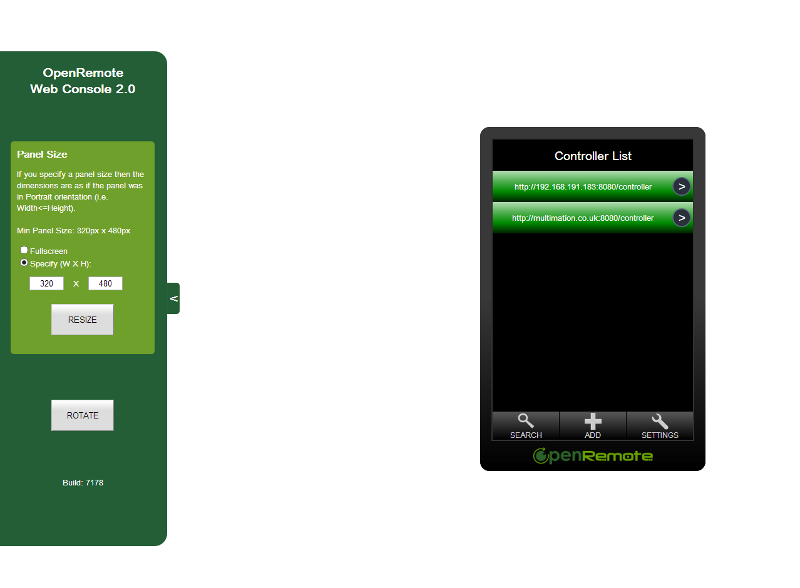 OpenRemote
Web Console 2.0
Panel Size
If you specify a panel size then the
dimensions are as if the panel was
in Portrait orientation (i.e.
Width<=Height).
Min Panel Size: 320px x 480px
Fullscreen
Specify (W X H):
320 X 480
RESIZE
<
ROTATE
Build: 7178
Controller List
http://192.168.191.183:8080/controller >
http://multimation.co.uk:8080/controller >
SEARCH ADD SETTINGS
OpenRemote